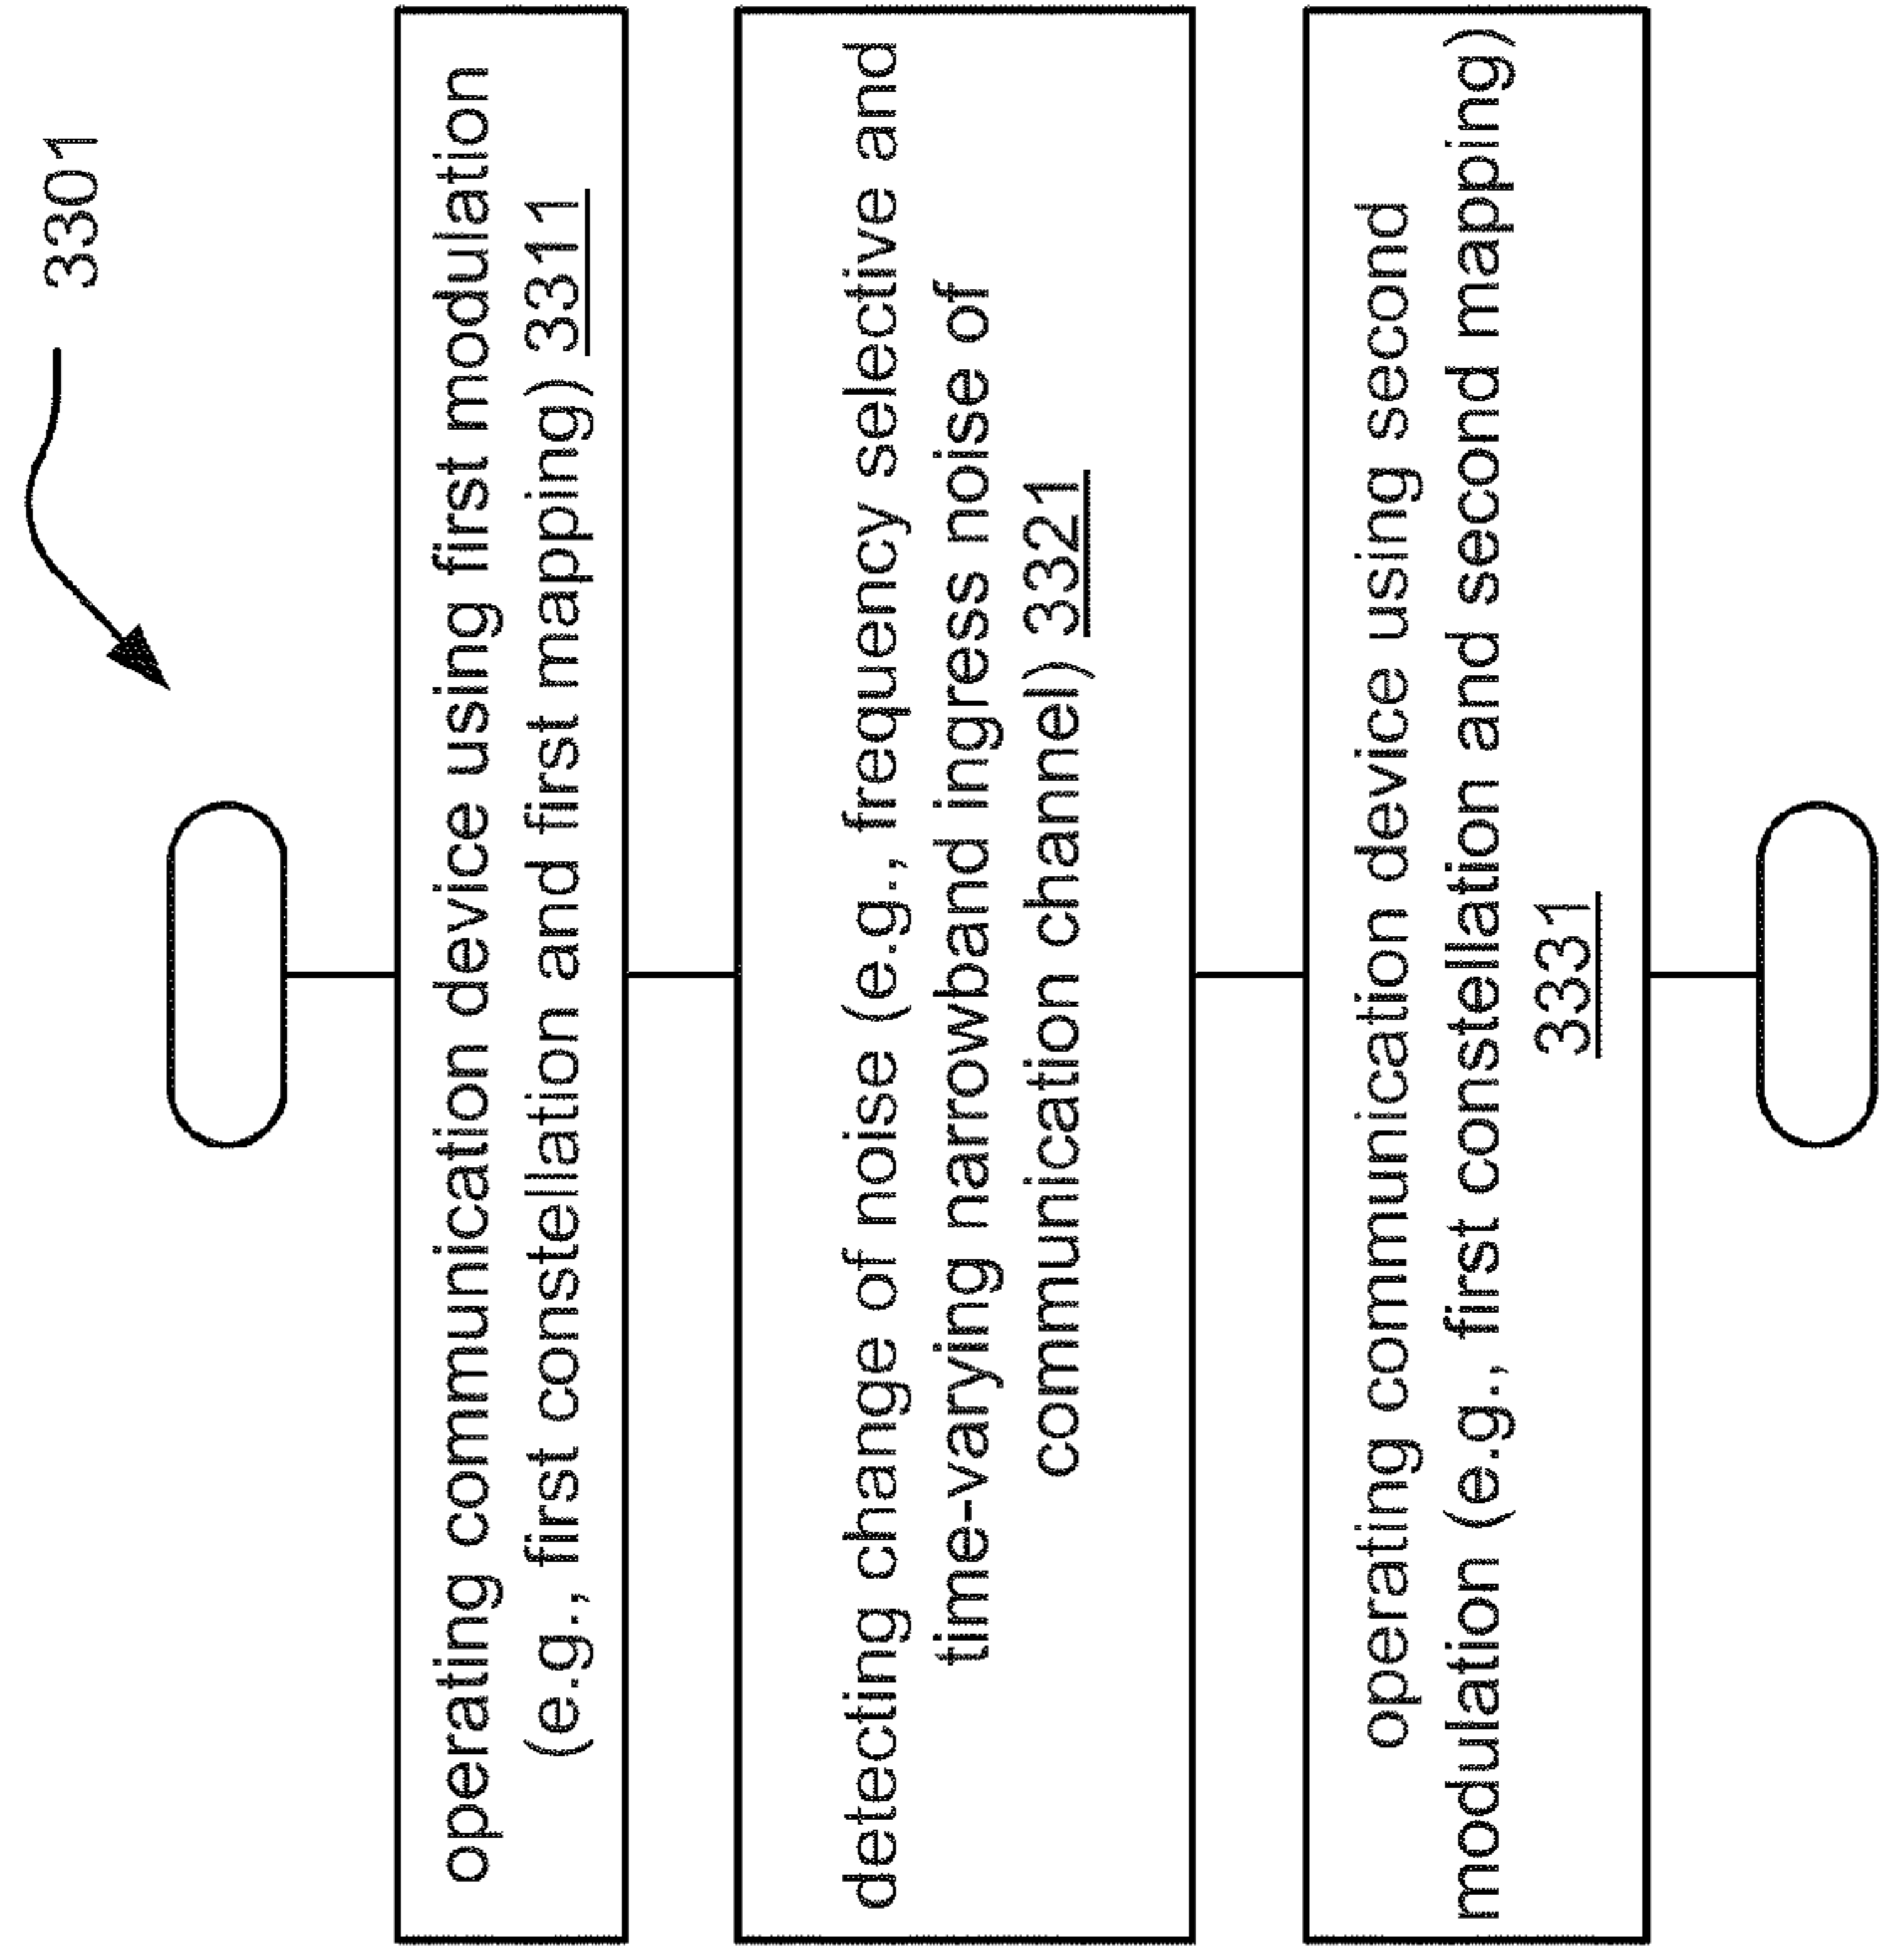 3301
operating communication device using first modulation
(e.g., first constellation and first mapping) 3311
detecting change of noise (e.g., frequency selective and
time-varying narrowband ingress noise of
communication channel) 3321
operating communication device using second
modulation (e.g., first constellation and second mapping)
3331